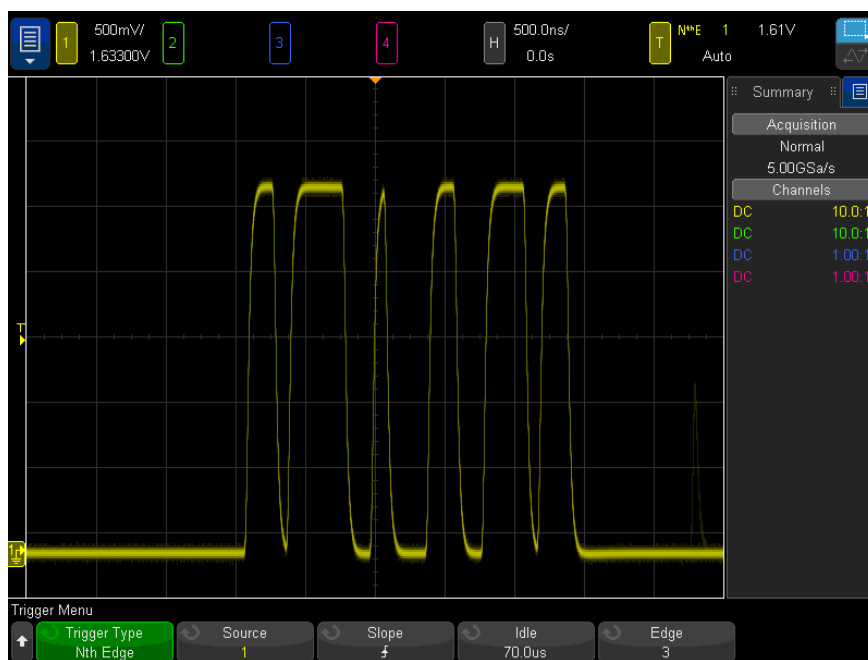 1 500mV/ 2 3 4 H 500.0ns/ T NthE 1 1.61V
1.63300V 0.0s Auto
Summary
Acquisition
Normal
5.00GSa/s
Channels
DC 10.0:1
DC 10.0:1
DC 1.00:1
DC 1.00:1
T
1
Trigger Menu
Trigger Type Source Slope Idle Edge
Nth Edge 1 70.0us 3